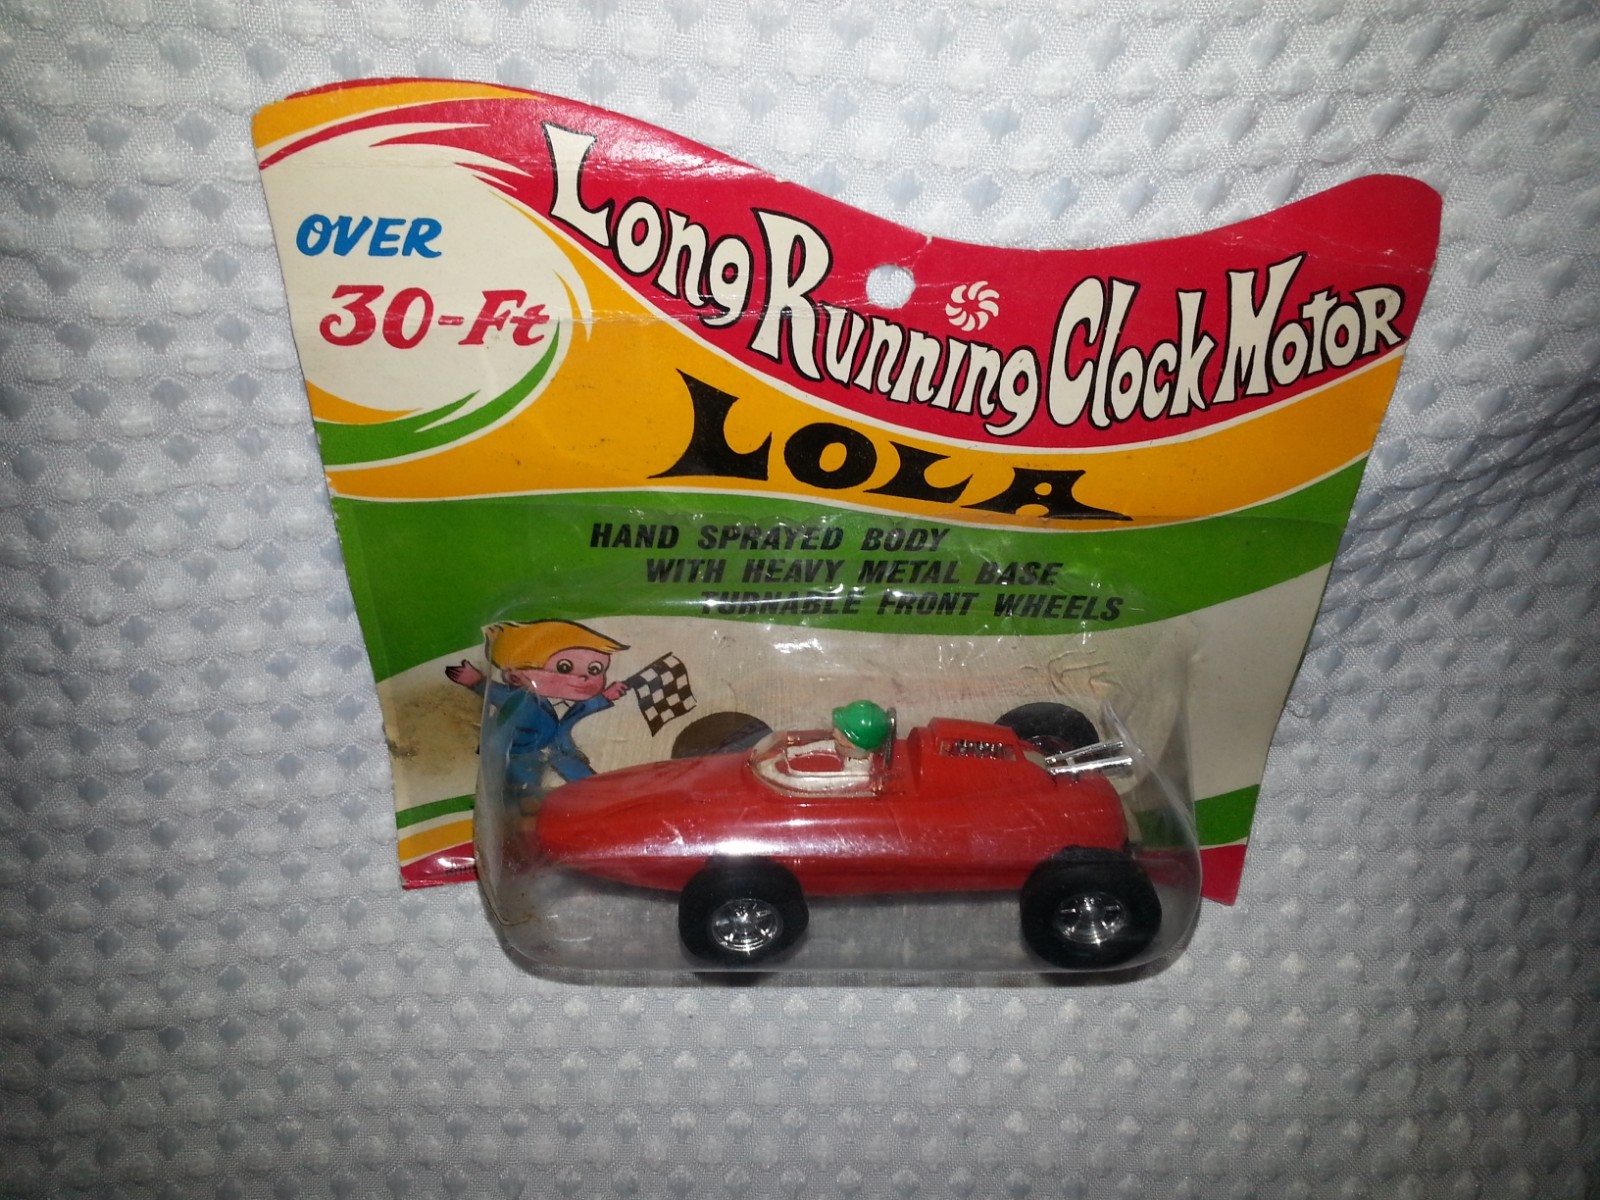 OVER
30-Ft
Long Running Clock Motor
LOLA
HAND SPRAYED BODY
WITH HEAVY METAL BASE
TURNABLE FRONT WHEELS